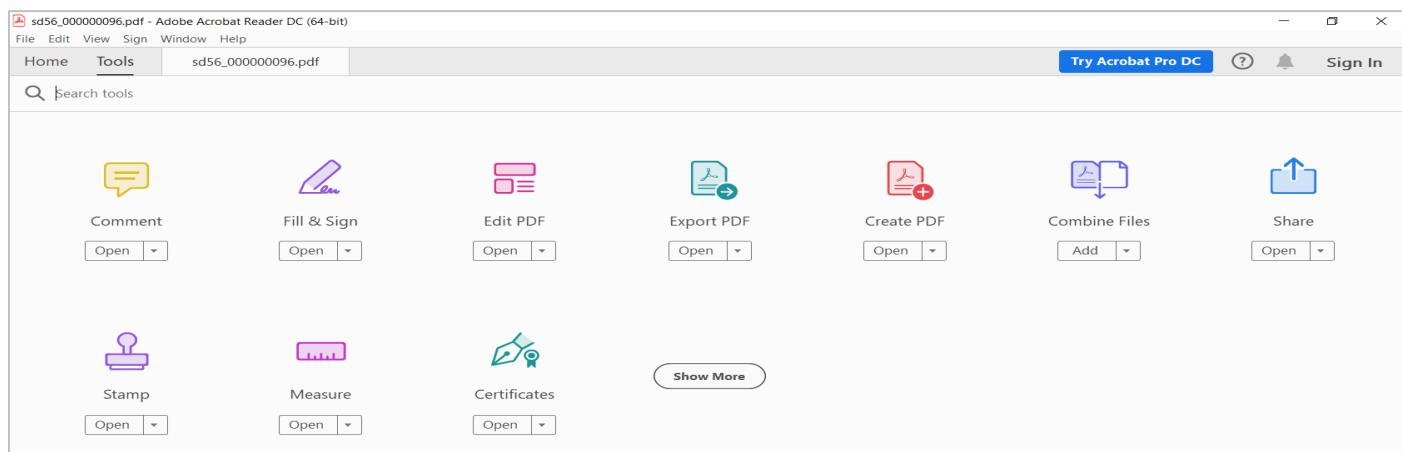 sd56_000000096.pdf - Adobe Acrobat Reader DC (64-bit)
File Edit View Sign Window Help
Home Tools sd56_000000096.pdf Try Acrobat Pro DC ? Sign In
Search tools
Comment Fill & Sign Edit PDF Export PDF Create PDF Combine Files Share
Open Open Open Open Open Add Open
Stamp Measure Certificates Show More
Open Open Open